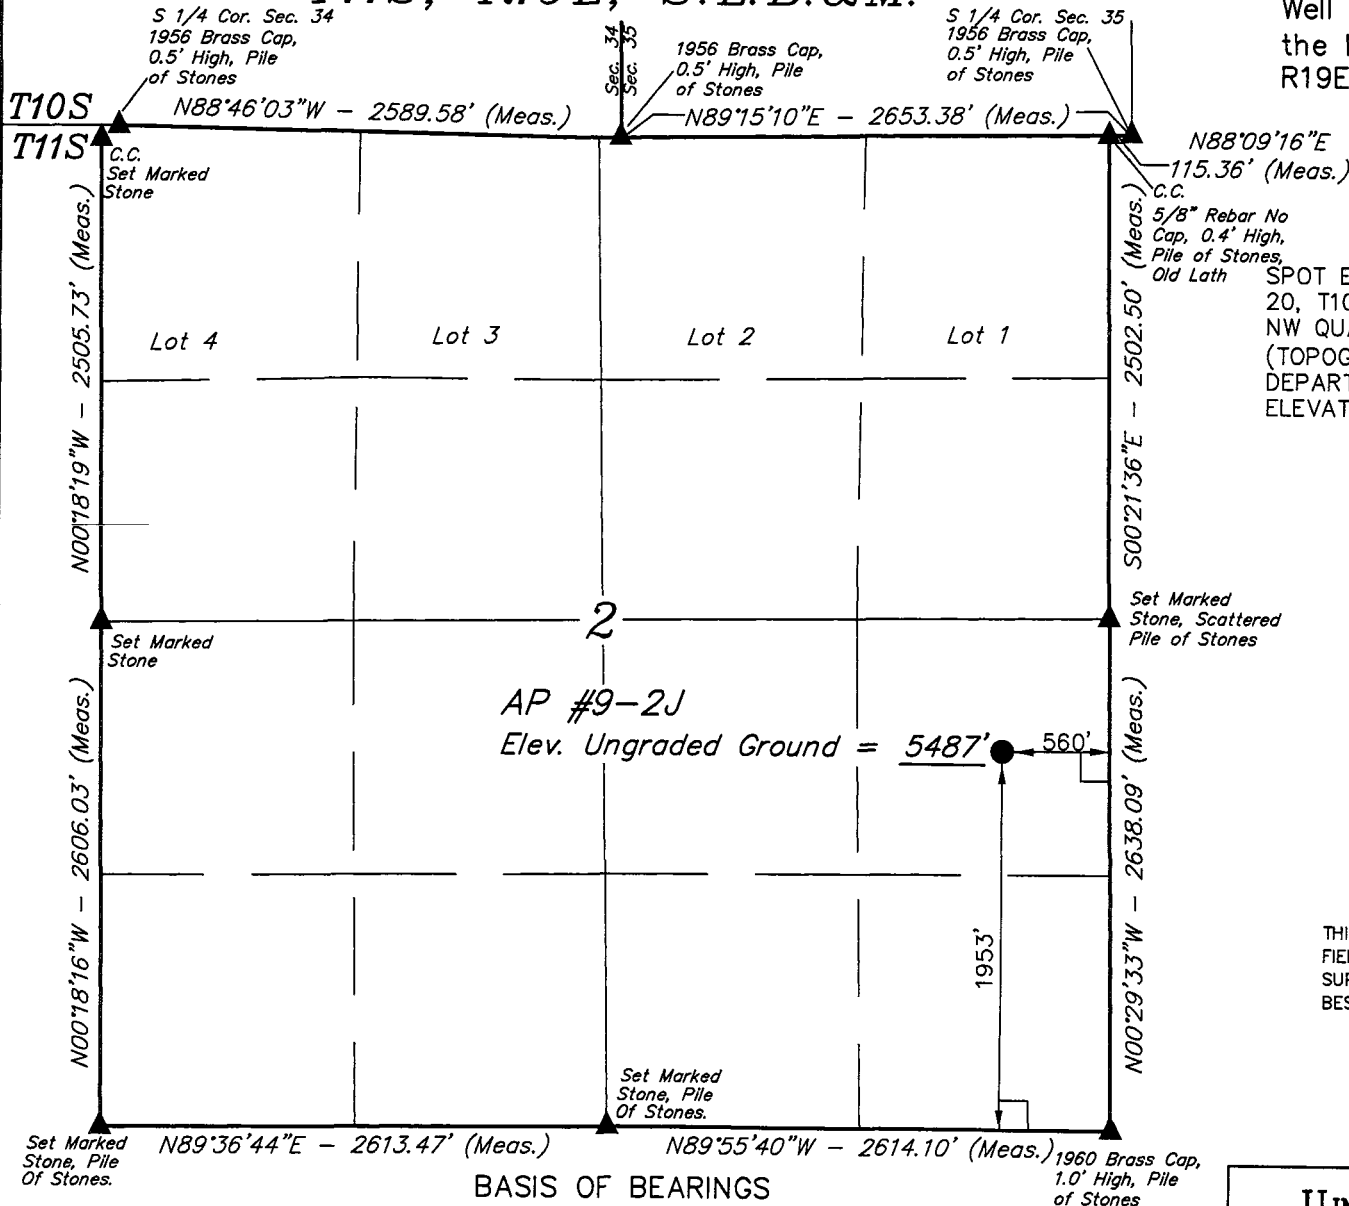 S 1/4 Cor. Sec. 34
1956 Brass Cap,
0.5' High, Pile
of Stones
Sec. 34
Sec. 35
1956 Brass Cap,
0.5' High, Pile
of Stones
S 1/4 Cor. Sec. 35
1956 Brass Cap,
0.5' High, Pile
of Stones
Well
the
R19E
T10S
T11S
N88°46'03"W - 2589.58' (Meas.)
N89°15'10"E - 2653.38' (Meas.)
N88°09'16"E
115.36' (Meas.)
C.C.
Set Marked
Stone
C.C.
5/8" Rebar No
Cap, 0.4' High,
Pile of Stones,
Old Lath
SPOT
20,
NW
ELEVAT
N00°18'19"W - 2505.73' (Meas.)
S00°21'36"E - 2502.50' (Meas.)
Lot 4
Lot 3
Lot 2
Lot 1
2
Set Marked
Stone
Set Marked
Stone, Scattered
Pile of Stones
AP #9-2J
Elev. Ungraded Ground = 5487'
560'
1953'
N00°18'16"W - 2606.03' (Meas.)
N00°29'33"W - 2638.09' (Meas.)
Set Marked
Stone, Pile
Of Stones.
Set Marked
Stone, Pile
Of Stones.
N89°36'44"E - 2613.47' (Meas.)
N89°55'40"W - 2614.10' (Meas.)
1960 Brass Cap,
1.0' High, Pile
of Stones
BASIS OF BEARINGS